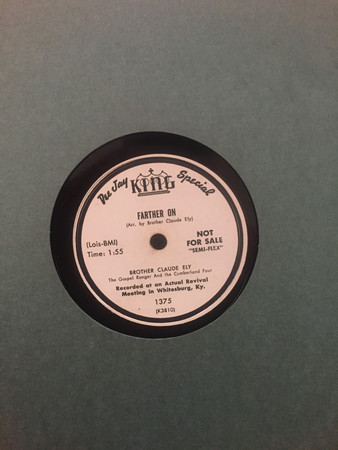 Dee Jay KING Special
FARTHER ON
(Arr. by Brother Claude Ely)
(Lois-BMI)
Time: 1:55
NOT
FOR SALE
"SEMI-FLEX"
BROTHER CLAUDE ELY
The Gospel Ranger And the Cumberland Four
Recorded at an Actual Revival
Meeting in Whitesburg, Ky.
1375
(K3810)